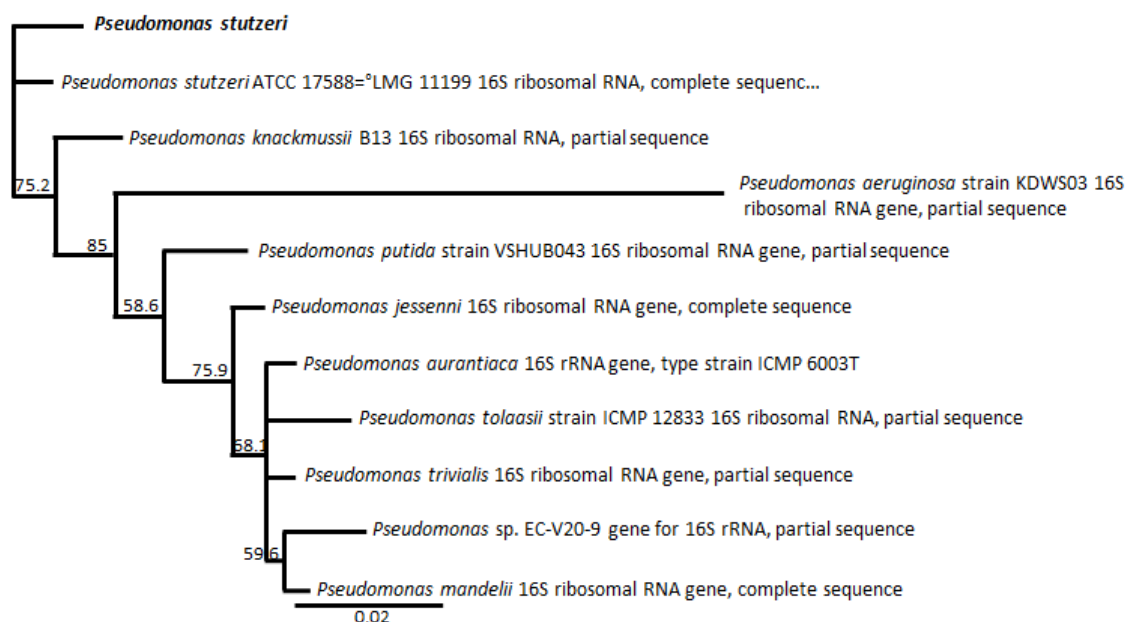 Pseudomonas stutzeri
Pseudomonas stutzeri ATCC 17588=°LMG 11199 16S ribosomal RNA, complete sequenc...
Pseudomonas knackmussii B13 16S ribosomal RNA, partial sequence
75.2
Pseudomonas aeruginosa strain KDWS03 16S
ribosomal RNA gene, partial sequence
85
Pseudomonas putida strain VSHUB043 16S ribosomal RNA gene, partial sequence
58.6
Pseudomonas jessenni 16S ribosomal RNA gene, complete sequence
Pseudomonas aurantiaca 16S rRNA gene, type strain ICMP 6003T
75.9
Pseudomonas tolaasii strain ICMP 12833 16S ribosomal RNA, partial sequence
68.1
Pseudomonas trivialis 16S ribosomal RNA gene, partial sequence
Pseudomonas sp. EC-V20-9 gene for 16S rRNA, partial sequence
59.6
Pseudomonas mandelii 16S ribosomal RNA gene, complete sequence
0.02